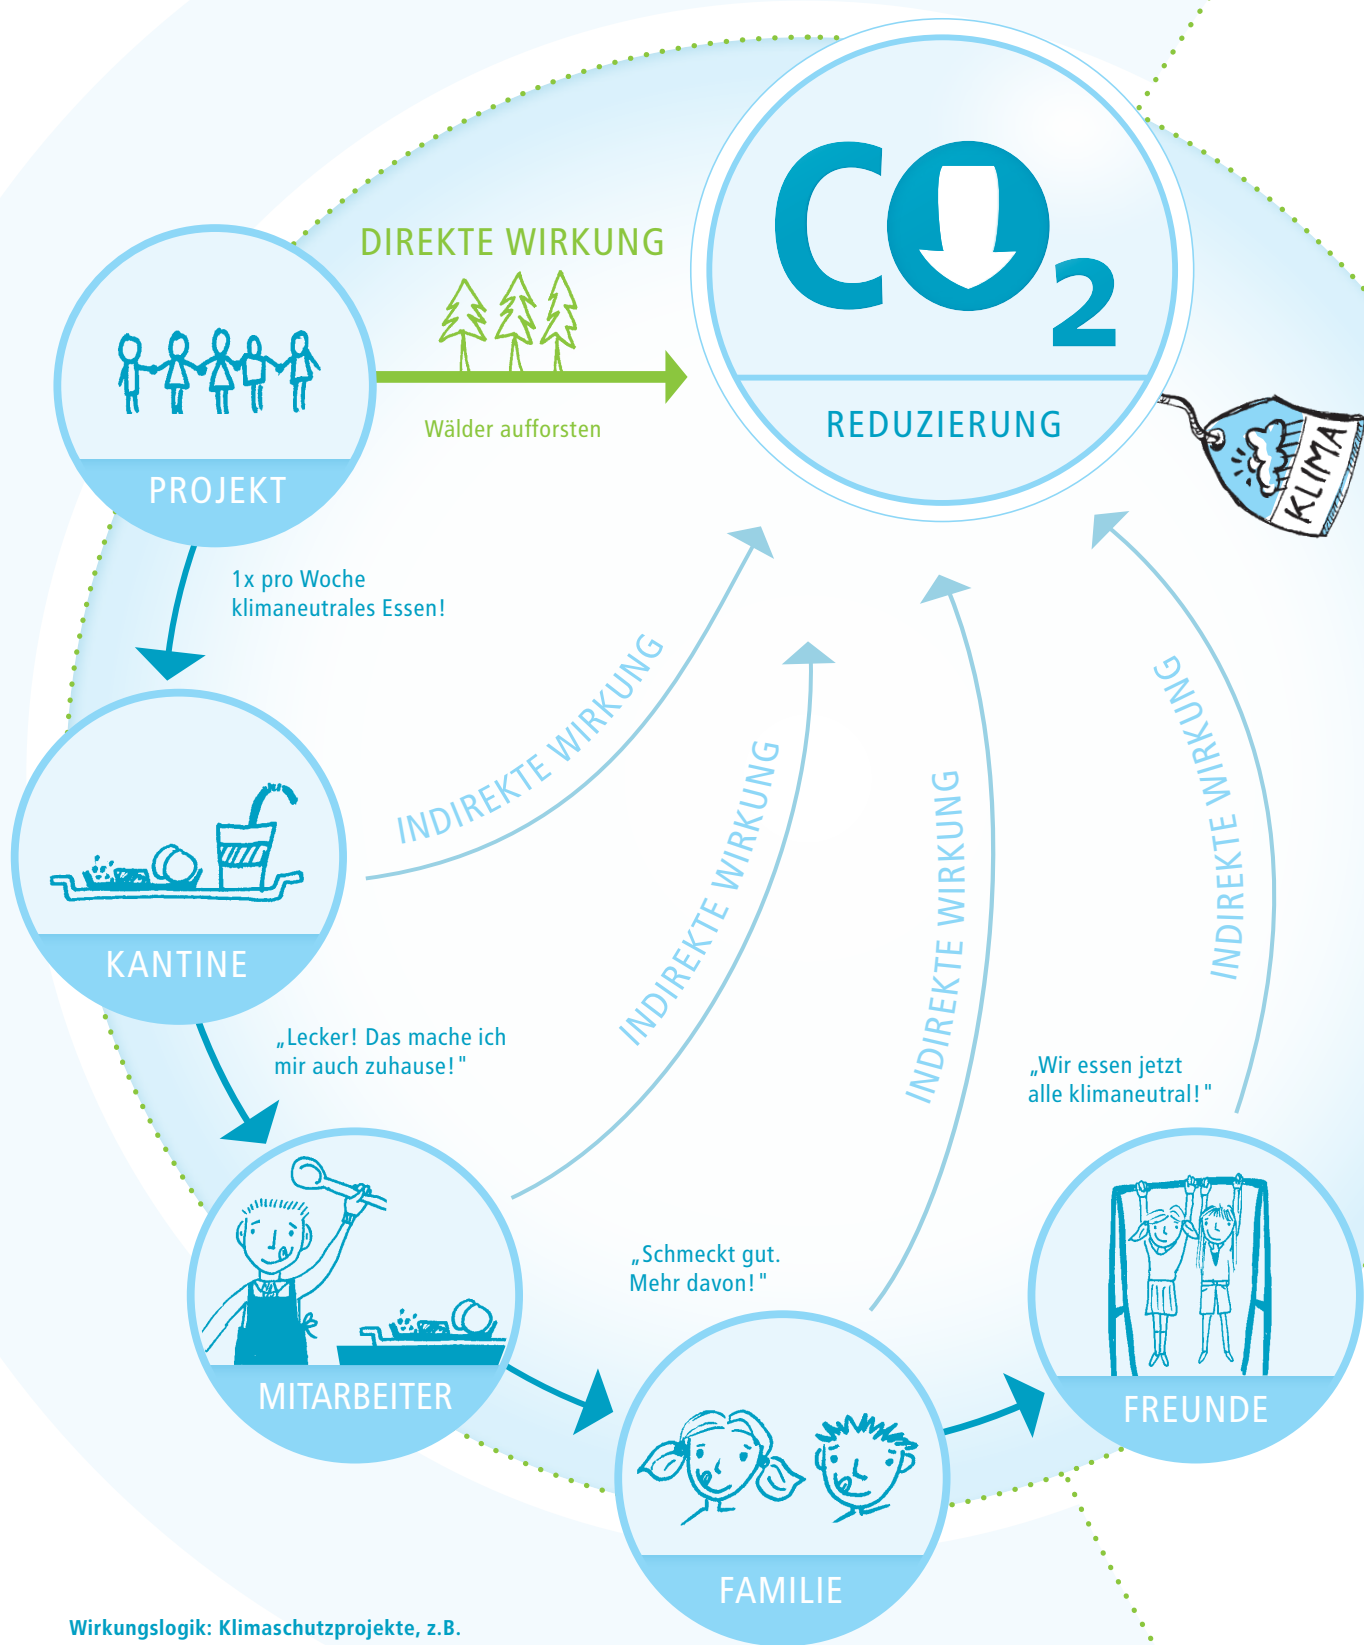 CO2
REDUZIERUNG
DIREKTE WIRKUNG
Wälder aufforsten
KLIMA
PROJEKT
1x pro Woche
klimaneutrales Essen!
INDIREKTE WIRKUNG
INDIREKTE WIRKUNG
INDIREKTE WIRKUNG
INDIREKTE WIRKUNG
KANTINE
„Lecker! Das mache ich
mir auch zuhause!"
„Wir essen jetzt
alle klimaneutral!"
„Schmeckt gut.
Mehr davon!"
MITARBEITER
FREUNDE
FAMILIE
Wirkungslogik: Klimaschutzprojekte, z.B.